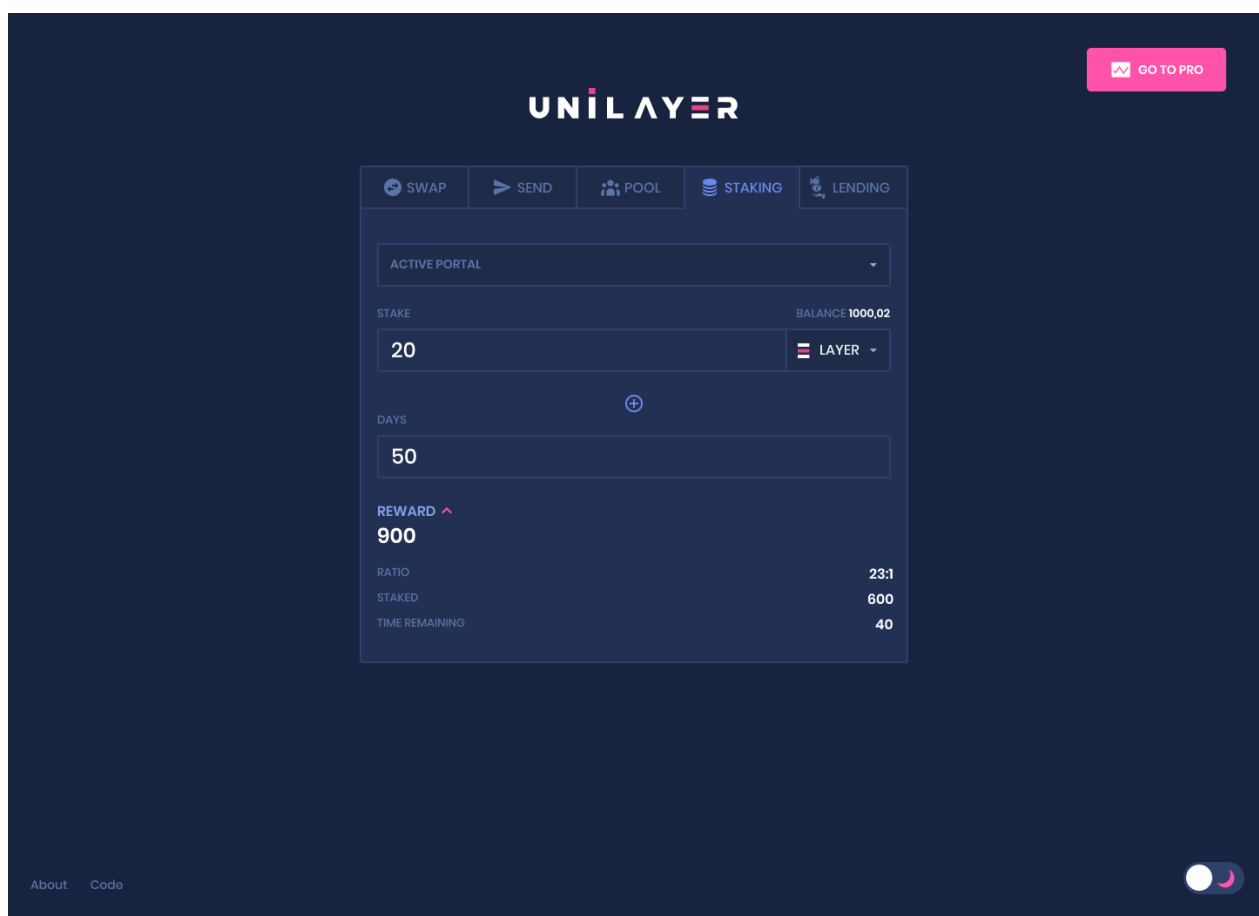 GO TO PRO
UNILAYER
SWAP SEND POOL STAKING LENDING
ACTIVE PORTAL
STAKE BALANCE 1000,02
20 LAYER
DAYS
50
REWARD
900
RATIO 23:1
STAKED 600
TIME REMAINING 40
About Code